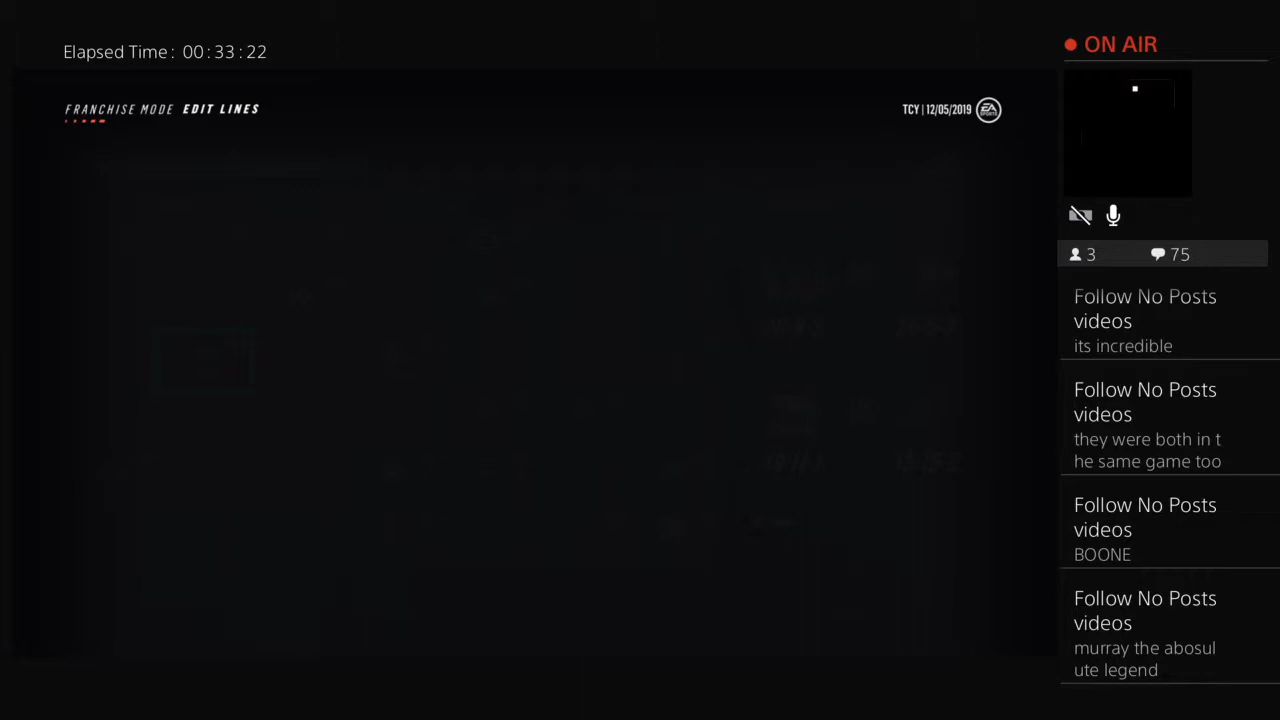 Elapsed Time: 00:33:22
ON AIR
FRANCHISE MODE EDIT LINES
TCY | 12/05/2019
EA
SPORTS
3 75
Follow No Posts
videos
its incredible
Follow No Posts
videos
they were both in t
he same game too
Follow No Posts
videos
BOONE
Follow No Posts
videos
murray the abosul
ute legend